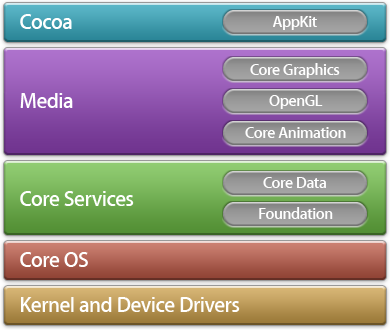 Cocoa
AppKit
Media
Core Graphics
OpenGL
Core Animation
Core Services
Core Data
Foundation
Core OS
Kernel and Device Drivers